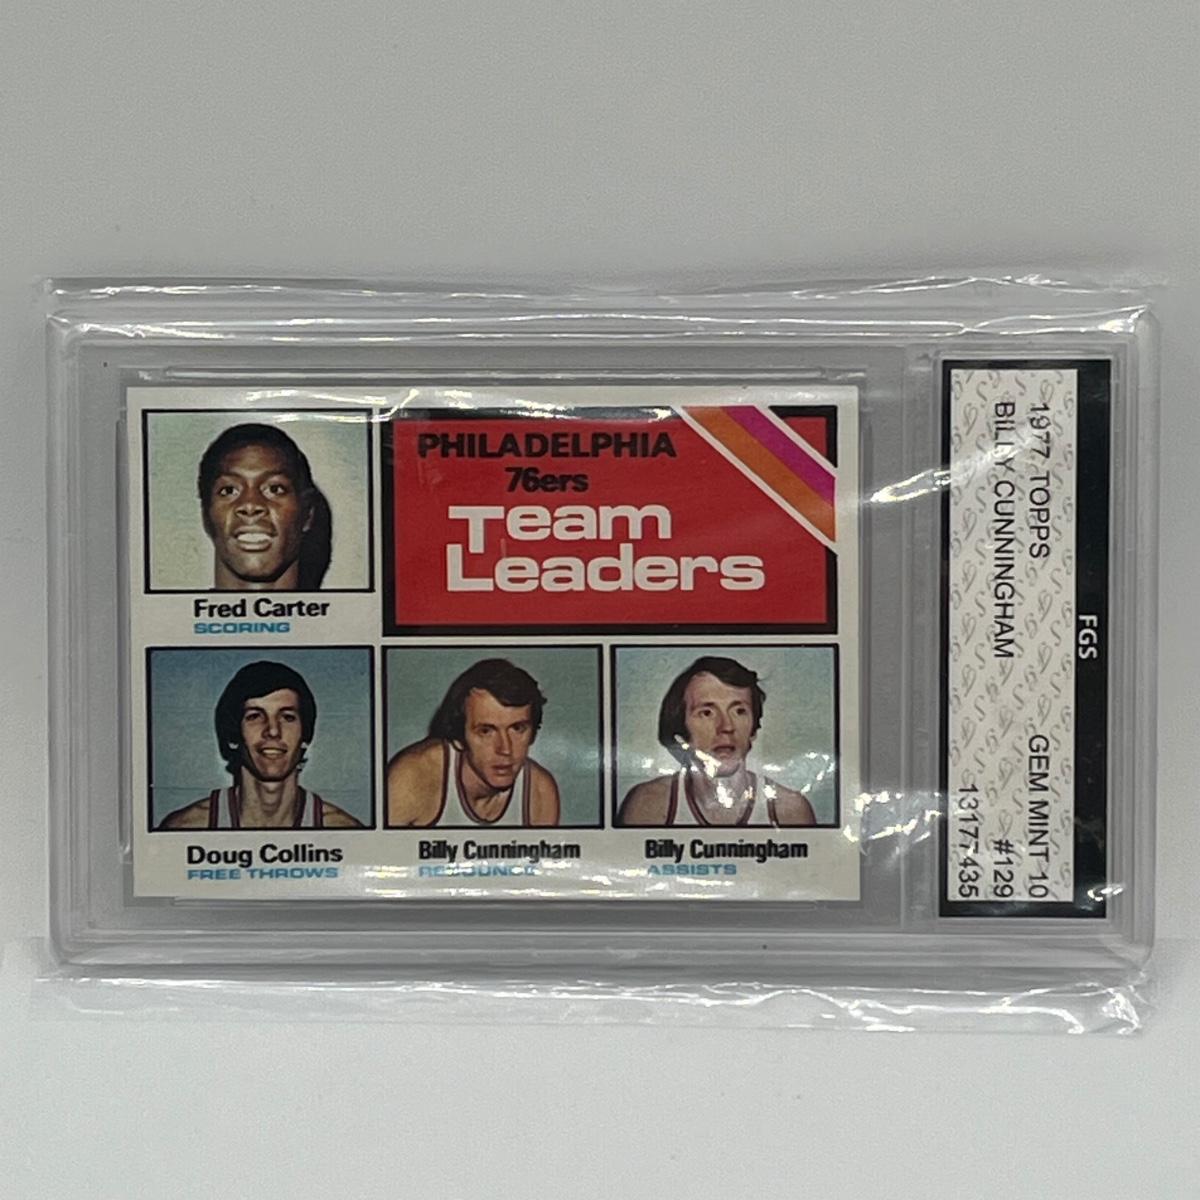 PHILADELPHIA
76ers
Team
Leaders
Fred Carter
SCORING
Doug Collins
FREE THROWS
Billy Cunningham
REBOUNDS
Billy Cunningham
ASSISTS
FGS
1977 TOPPS GEM MINT 10
BILLY CUNNINGHAM #129
13177435